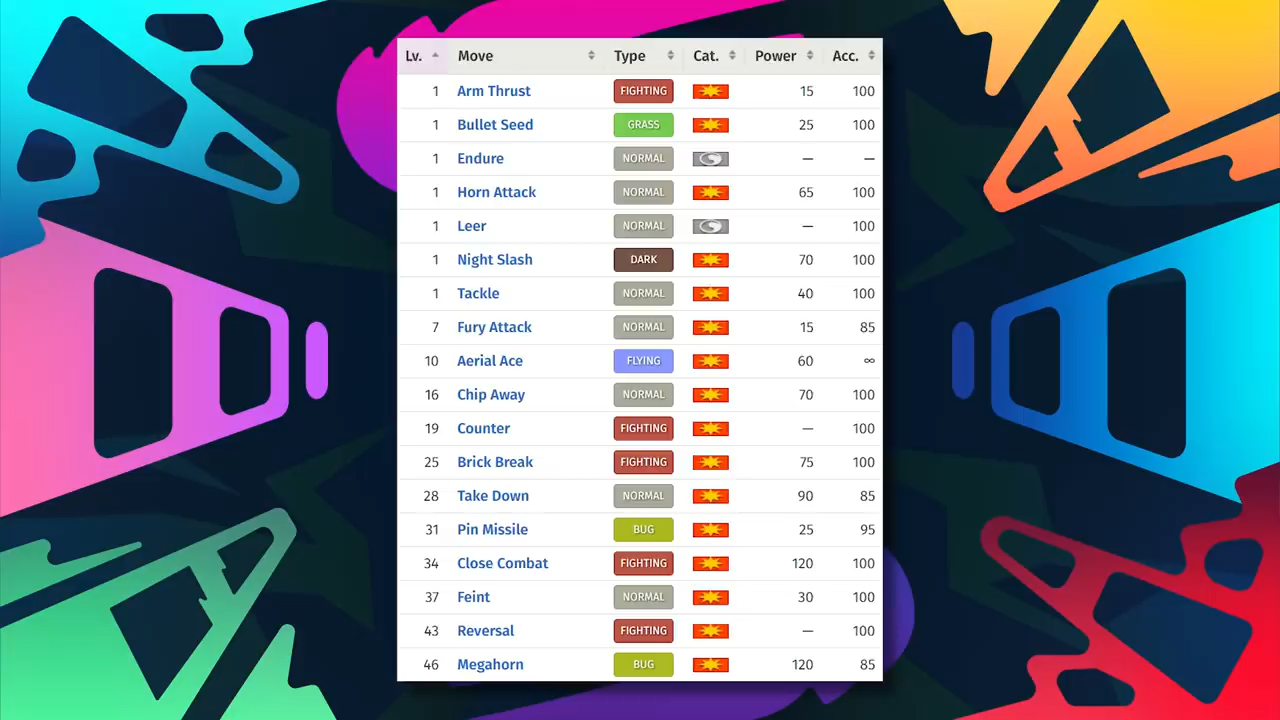 Lv. Move Type Cat. Power Acc.
1 Arm Thrust FIGHTING 15 100
1 Bullet Seed GRASS 25 100
1 Endure NORMAL — —
1 Horn Attack NORMAL 65 100
1 Leer NORMAL — 100
1 Night Slash DARK 70 100
1 Tackle NORMAL 40 100
7 Fury Attack NORMAL 15 85
10 Aerial Ace FLYING 60 ∞
16 Chip Away NORMAL 70 100
19 Counter FIGHTING — 100
25 Brick Break FIGHTING 75 100
28 Take Down NORMAL 90 85
31 Pin Missile BUG 25 95
34 Close Combat FIGHTING 120 100
37 Feint NORMAL 30 100
43 Reversal FIGHTING — 100
46 Megahorn BUG 120 85